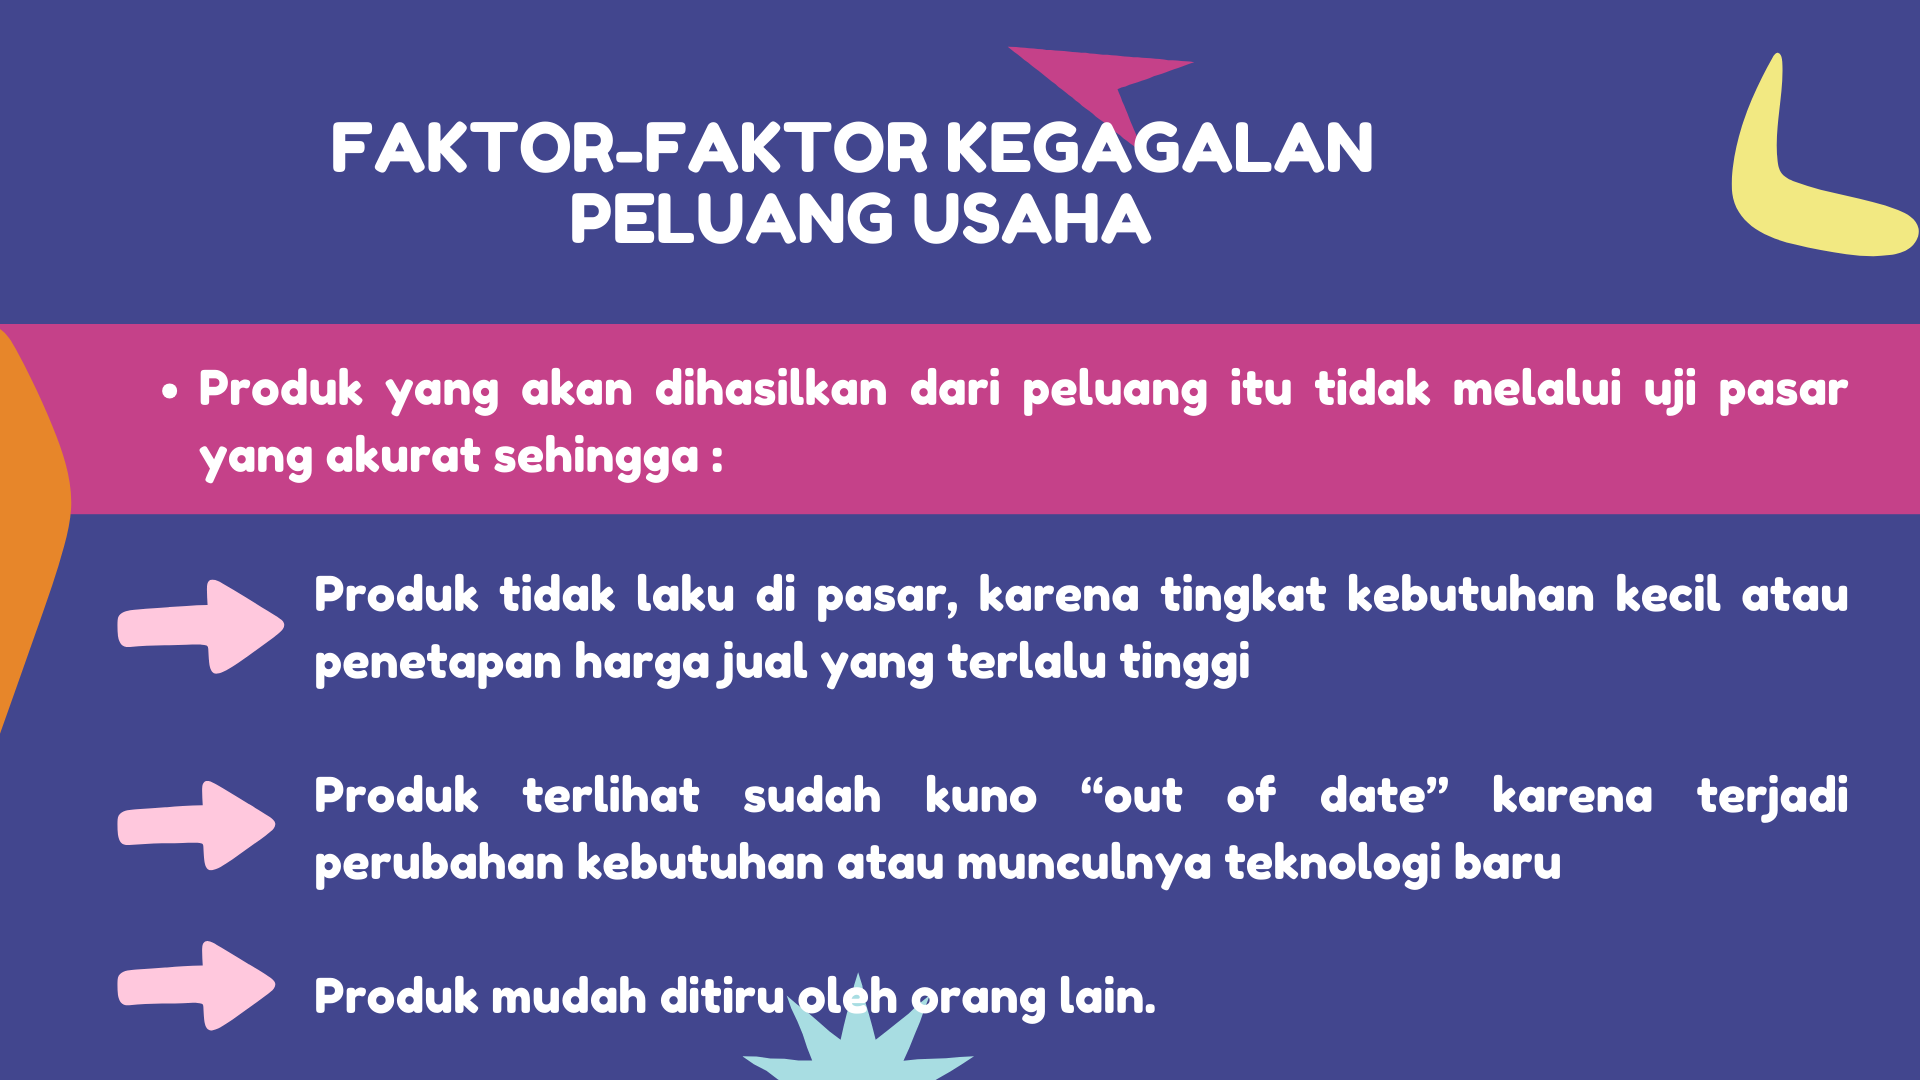 FAKTOR-FAKTOR KEGAGALAN
PELUANG USAHA
• Produk yang akan dihasilkan dari peluang itu tidak melalui uji pasar
yang akurat sehingga :
Produk tidak laku di pasar, karena tingkat kebutuhan kecil atau
penetapan harga jual yang terlalu tinggi
Produk terlihat sudah kuno “out of date” karena terjadi
perubahan kebutuhan atau munculnya teknologi baru
Produk mudah ditiru oleh orang lain.